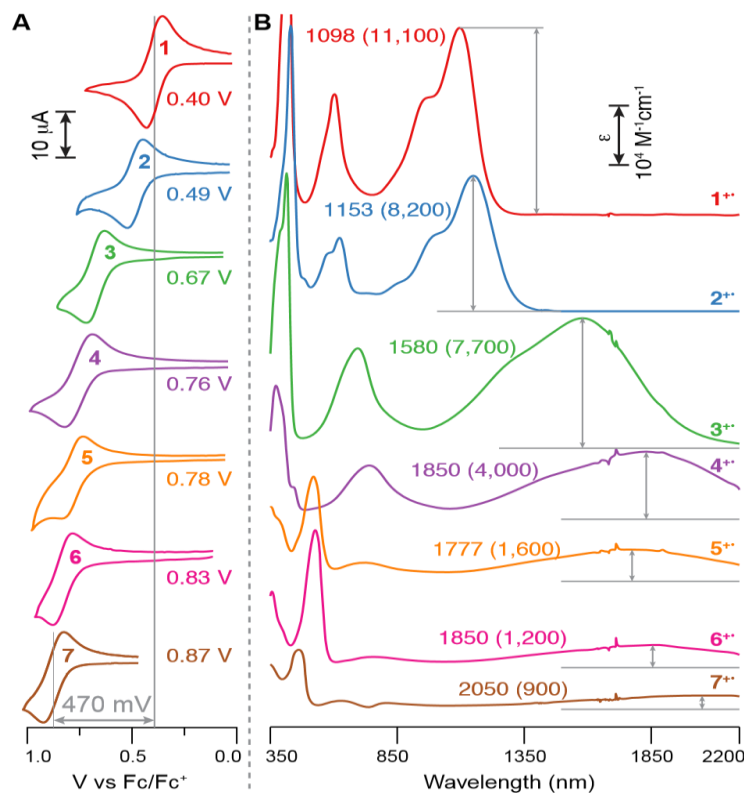 A
1
0.40 V
10 µA
2
0.49 V
3
0.67 V
4
0.76 V
5
0.78 V
6
0.83 V
7
0.87 V
470 mV
1.0
0.5
0.0
V vs Fc/Fc⁺
B
1098 (11,100)
ε
10⁴ M⁻¹cm⁻¹
1⁺•
1153 (8,200)
2⁺•
1580 (7,700)
3⁺•
1850 (4,000)
4⁺•
1777 (1,600)
5⁺•
1850 (1,200)
6⁺•
2050 (900)
7⁺•
350
850
1350
1850
2200
Wavelength (nm)